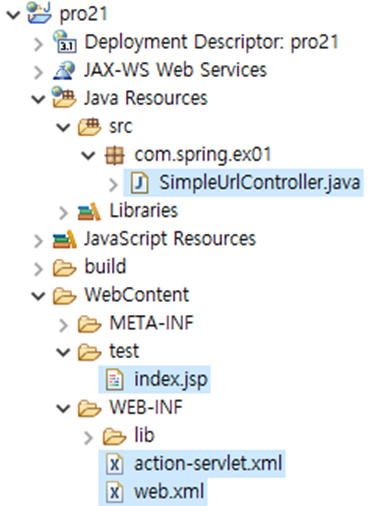 pro21
Deployment Descriptor: pro21
JAX-WS Web Services
Java Resources
src
com.spring.ex01
SimpleUrlController.java
Libraries
JavaScript Resources
build
WebContent
META-INF
test
index.jsp
WEB-INF
lib
action-servlet.xml
web.xml